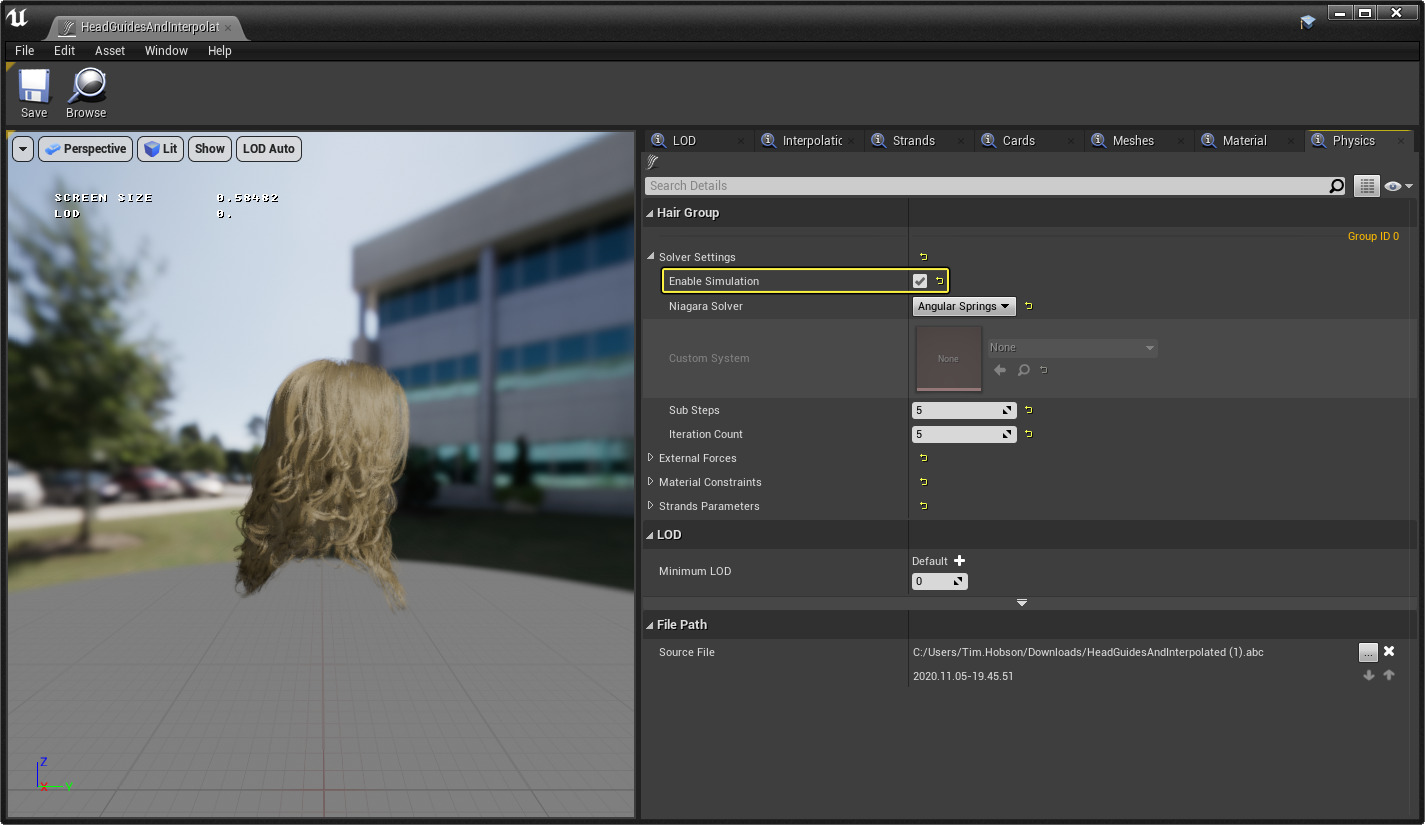 HeadGuidesAndInterpolat
File Edit Asset Window Help
Save Browse
Perspective Lit Show LOD Auto
SCREEN SIZE 0.58482
LOD 0.
Z
X Y
LOD Interpolatic Strands Cards Meshes Material Physics
Search Details
Hair Group
Group ID 0
Solver Settings
Enable Simulation
Niagara Solver Angular Springs
Custom System None None
Sub Steps 5
Iteration Count 5
External Forces
Material Constraints
Strands Parameters
LOD
Default
Minimum LOD
0
File Path
Source File C:/Users/Tim.Hobson/Downloads/HeadGuidesAndInterpolated (1).abc ...
2020.11.05-19.45.51